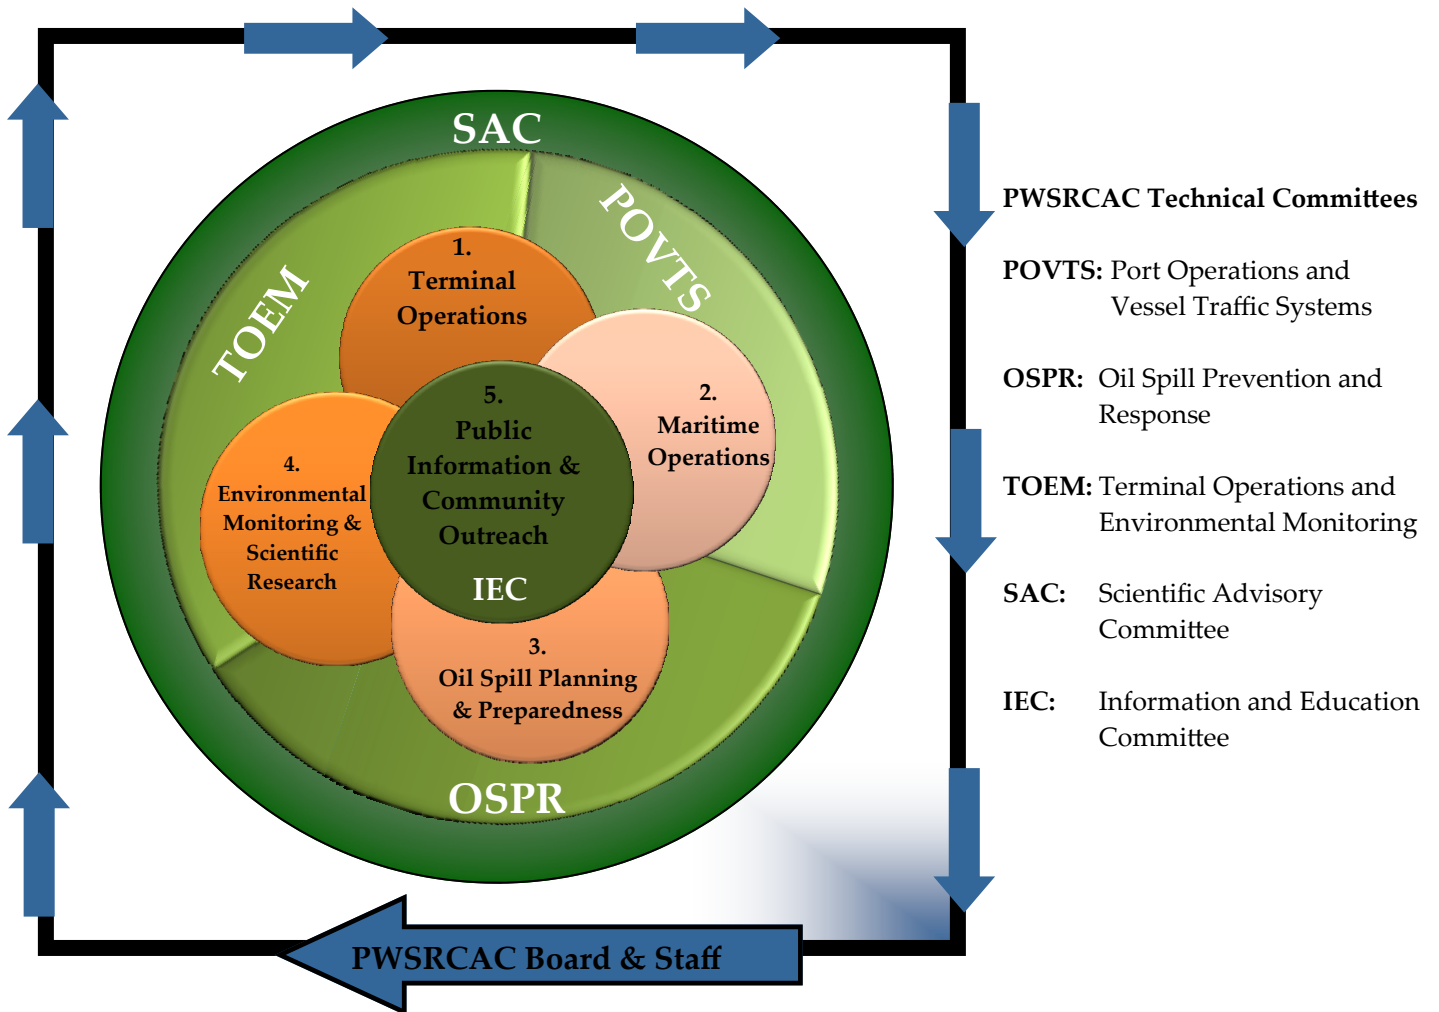 SAC
POVTS
TOEM
1.
Terminal
Operations
2.
Maritime
Operations
5.
Public
Information &
Community
Outreach
IEC
4.
Environmental
Monitoring &
Scientific
Research
3.
Oil Spill Planning
& Preparedness
OSPR
PWSRCAC Board & Staff
PWSRCAC Technical Committees
POVTS: Port Operations and
Vessel Traffic Systems
OSPR: Oil Spill Prevention and
Response
TOEM: Terminal Operations and
Environmental Monitoring
SAC: Scientific Advisory
Committee
IEC: Information and Education
Committee